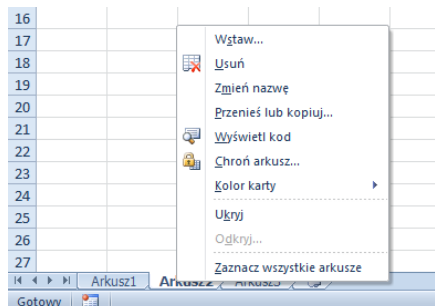 16
17
Wstaw...
18
Usuń
19
Zmień nazwę
20
Przenieś lub kopiuj...
21
Wyświetl kod
22
Chroń arkusz...
23
24
Kolor karty
25
Ukryj
26
Odkryj...
27
Zaznacz wszystkie arkusze
Arkusz1 Arkusz2 Arkusz3
Gotowy